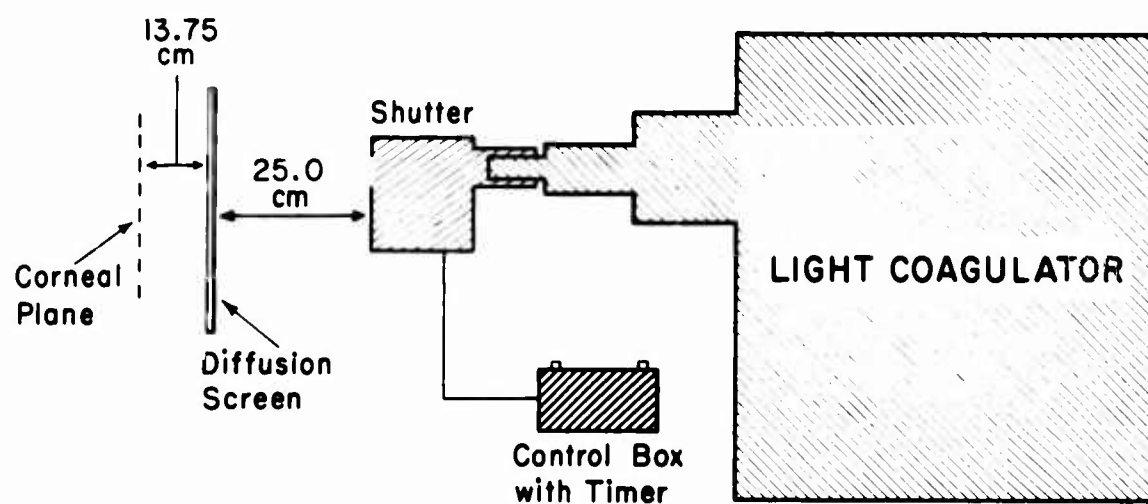 13.75
cm
Shutter
25.0
cm
Corneal
Plane
Diffusion
Screen
LIGHT COAGULATOR
Control Box
with Timer